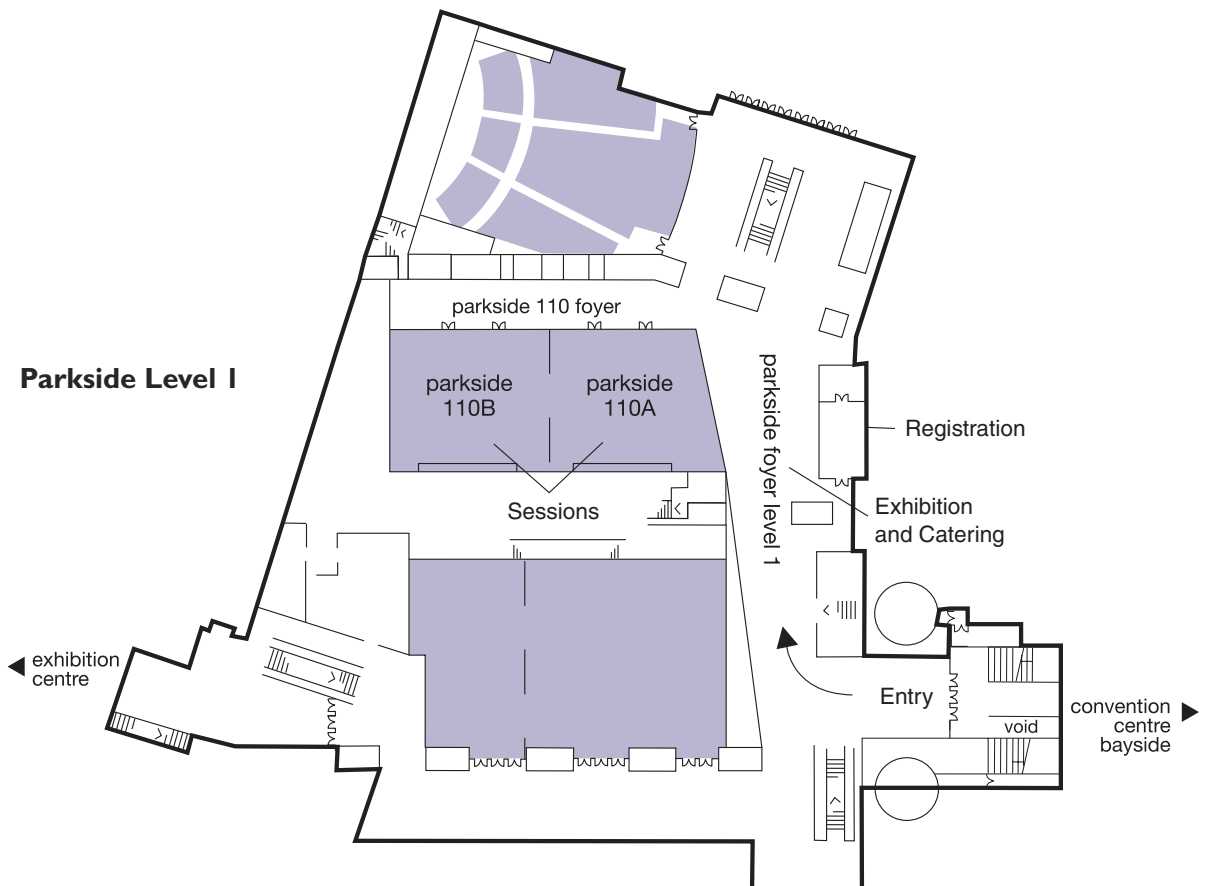 parkside 110 foyer
Parkside Level 1
parkside
110B
parkside
110A
parkside foyer level 1
Registration
Sessions
Exhibition
and Catering
exhibition
centre
Entry
void
convention
centre
bayside